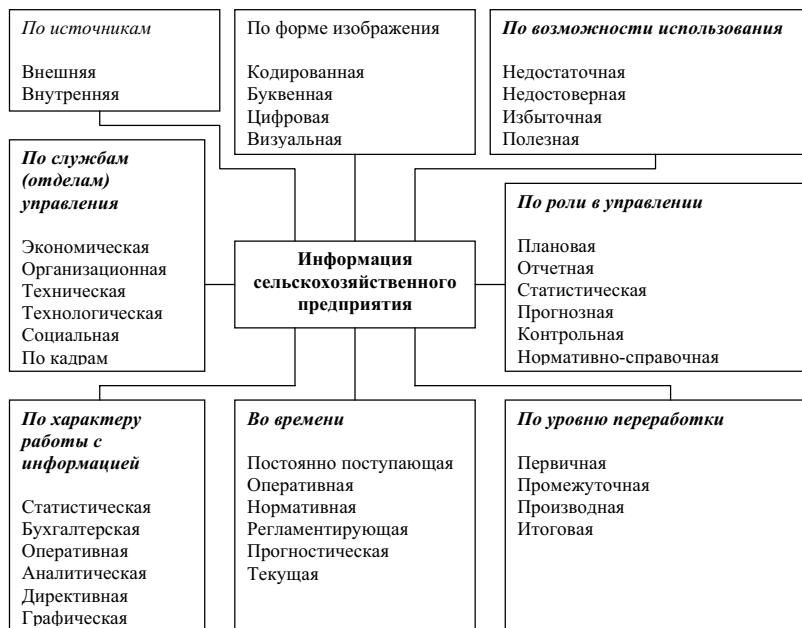 По источникам
Внешняя
Внутренняя
По форме изображения
Кодированная
Буквенная
Цифровая
Визуальная
По возможности использования
Недостаточная
Недостоверная
Избыточная
Полезная
По службам
(отделам)
управления
Экономическая
Организационная
Техническая
Технологическая
Социальная
По кадрам
Информация
сельскохозяйственного
предприятия
По роли в управлении
Плановая
Отчетная
Статистическая
Прогнозная
Контрольная
Нормативно-справочная
По характеру
работы с
информацией
Статистическая
Бухгалтерская
Оперативная
Аналитическая
Директивная
Графическая
Во времени
Постоянно поступающая
Оперативная
Нормативная
Регламентирующая
Прогностическая
Текущая
По уровню переработки
Первичная
Промежуточная
Производная
Итоговая